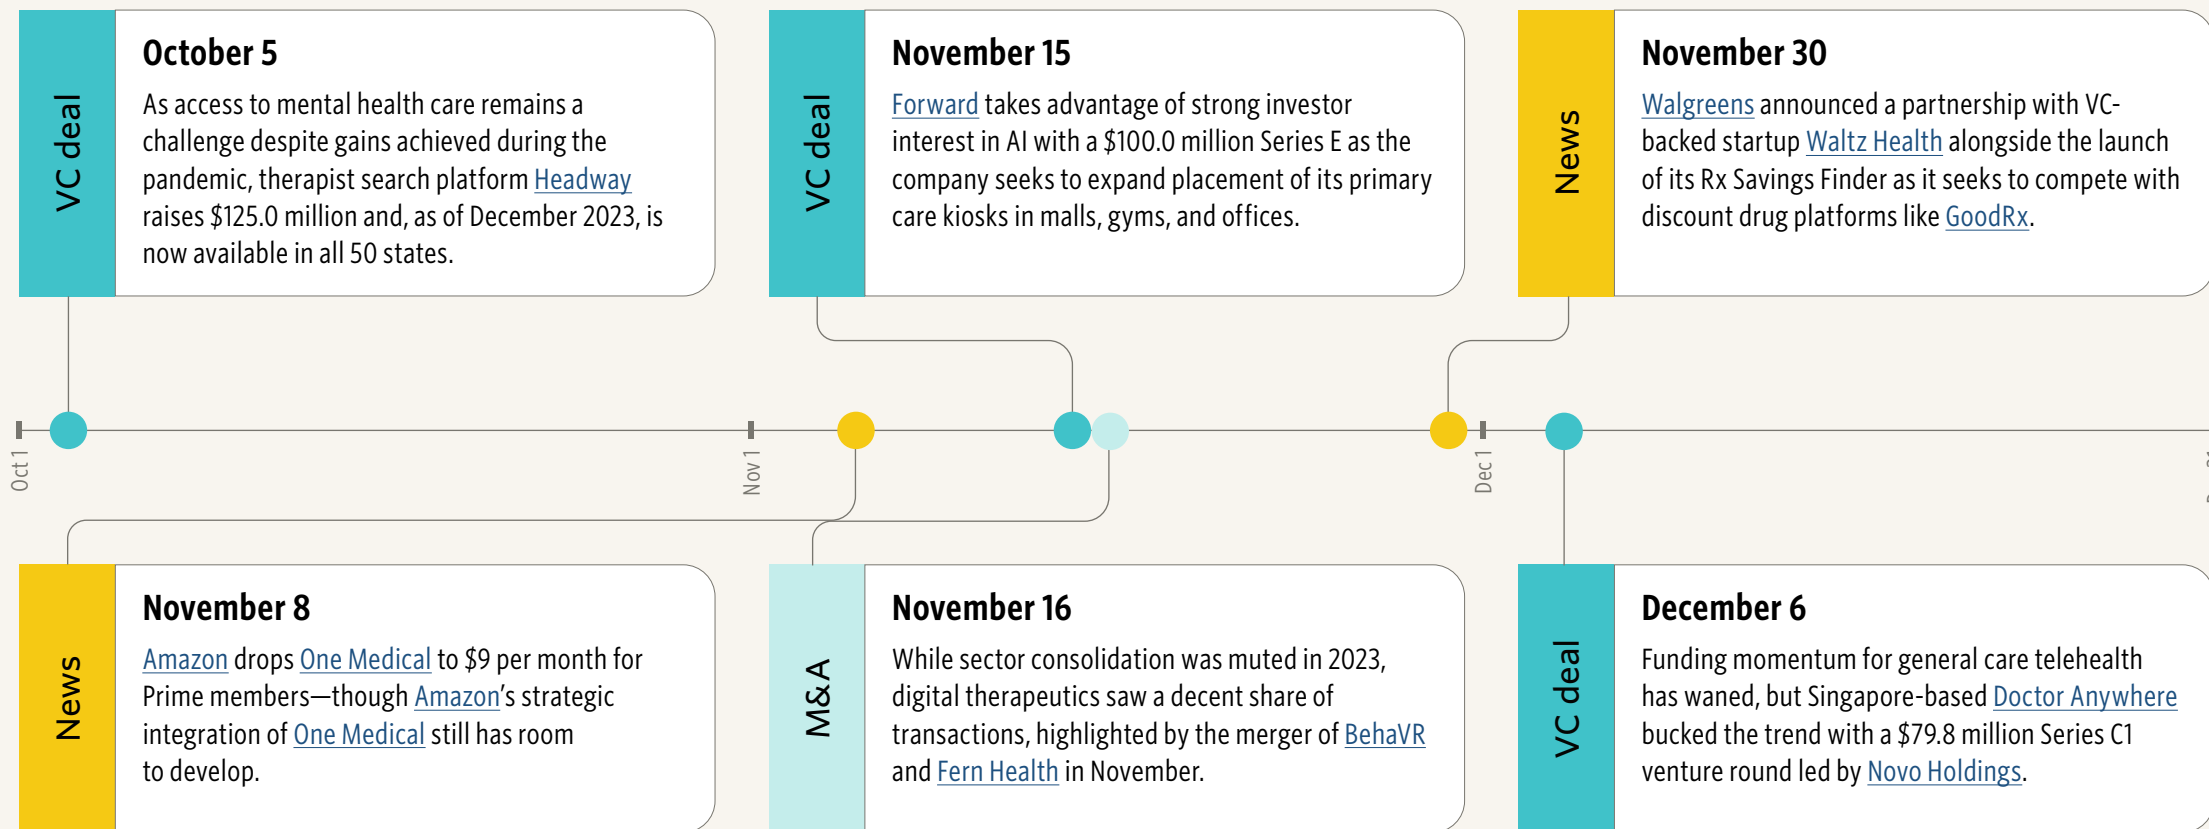 VC deal
October 5
As access to mental health care remains a
challenge despite gains achieved during the
pandemic, therapist search platform Headway
raises $125.0 million and, as of December 2023, is
now available in all 50 states.
VC deal
November 15
Forward takes advantage of strong investor
interest in AI with a $100.0 million Series E as the
company seeks to expand placement of its primary
care kiosks in malls, gyms, and offices.
News
November 30
Walgreens announced a partnership with VC-
backed startup Waltz Health alongside the launch
of its Rx Savings Finder as it seeks to compete with
discount drug platforms like GoodRx.
Oct 1
Nov 1
Dec 1
News
November 8
Amazon drops One Medical to $9 per month for
Prime members—though Amazon's strategic
integration of One Medical still has room
to develop.
M&A
November 16
While sector consolidation was muted in 2023,
digital therapeutics saw a decent share of
transactions, highlighted by the merger of BehaVR
and Fern Health in November.
VC deal
December 6
Funding momentum for general care telehealth
has waned, but Singapore-based Doctor Anywhere
bucked the trend with a $79.8 million Series C1
venture round led by Novo Holdings.